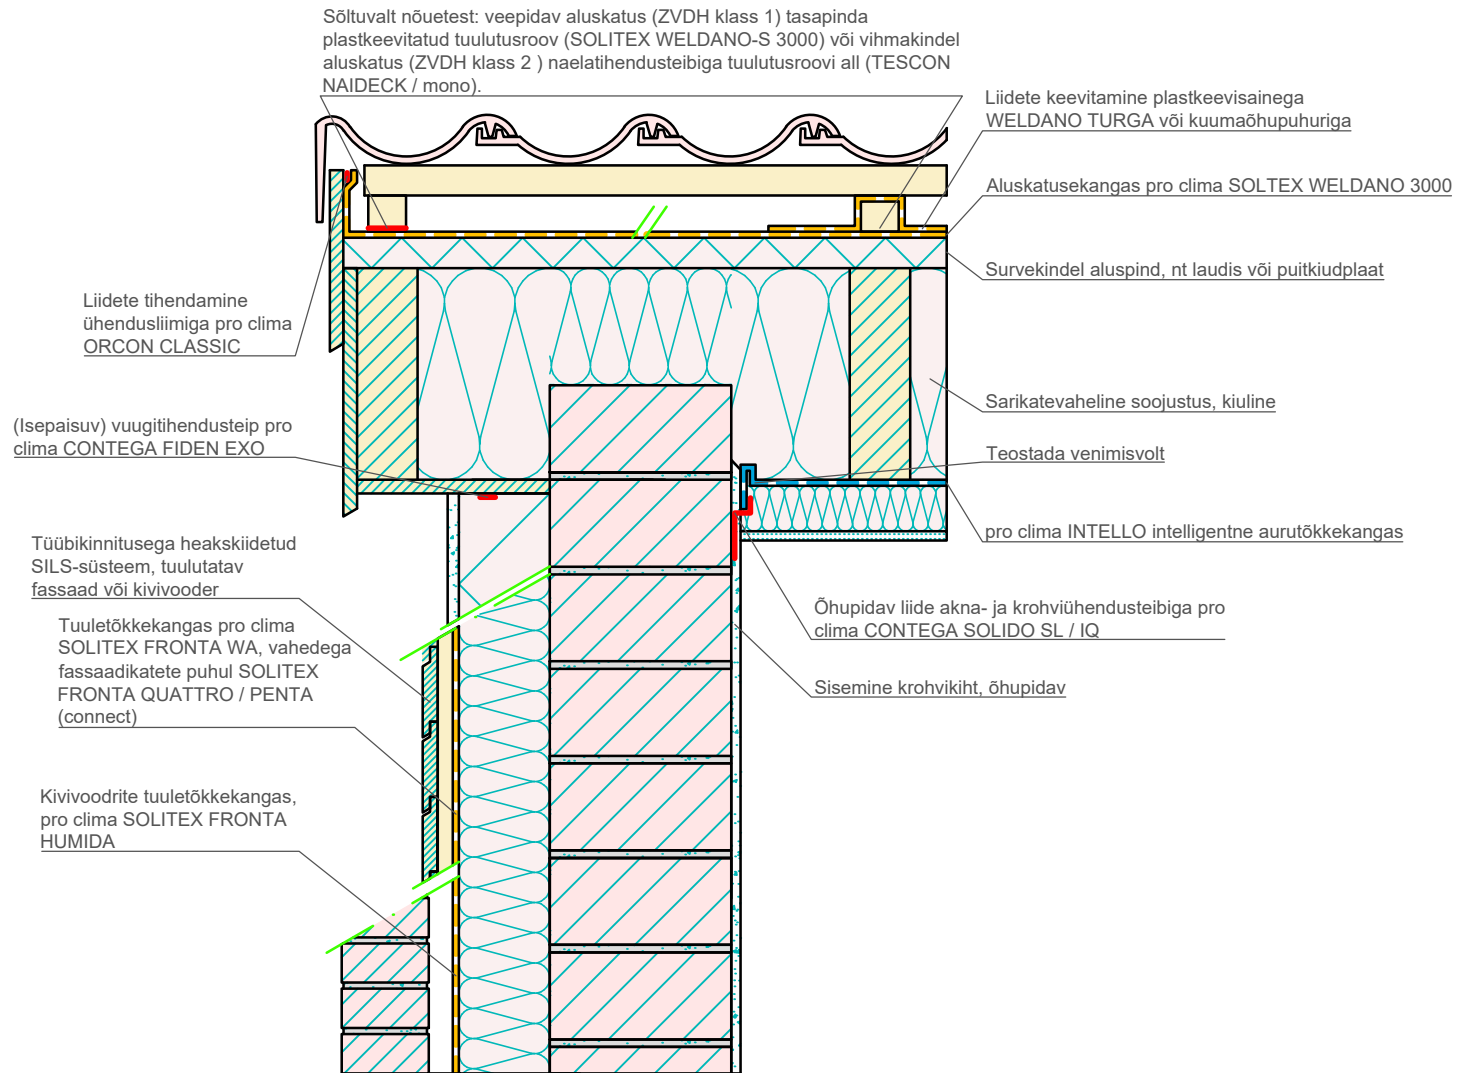 Sõltuvalt nõuetest: veepidav aluskatus (ZVDH klass 1) tasapinda
plastkeevitatud tuulutusroov (SOLITEX WELDANO-S 3000) või vihmakindel
aluskatus (ZVDH klass 2 ) naelatihendusteibiga tuulutusroovi all (TESCON
NAIDECK / mono).
Liidete keevitamine plastkeevisainega
WELDANO TURGA või kuumaõhupuhuriga
Aluskatusekangas pro clima SOLTEX WELDANO 3000
Survekindel aluspind, nt laudis või puitkiudplaat
Liidete tihendamine
ühendusliimiga pro clima
ORCON CLASSIC
Sarikatevaheline soojustus, kiuline
(Isepaisuv) vuugitihendusteip pro
clima CONTEGA FIDEN EXO
Teostada venimisvolt
pro clima INTELLO intelligentne aurutõkkekangas
Tüübikinnitusega heakskiidetud
SILS-süsteem, tuulutatav
fassaad või kivivooder
Õhupidav liide akna- ja krohviühendusteibiga pro
clima CONTEGA SOLIDO SL / IQ
Tuuletõkkekangas pro clima
SOLITEX FRONTA WA, vahedega
fassaadikatete puhul SOLITEX
FRONTA QUATTRO / PENTA
(connect)
Sisemine krohvikiht, õhupidav
Kivivoodrite tuuletõkkekangas,
pro clima SOLITEX FRONTA
HUMIDA